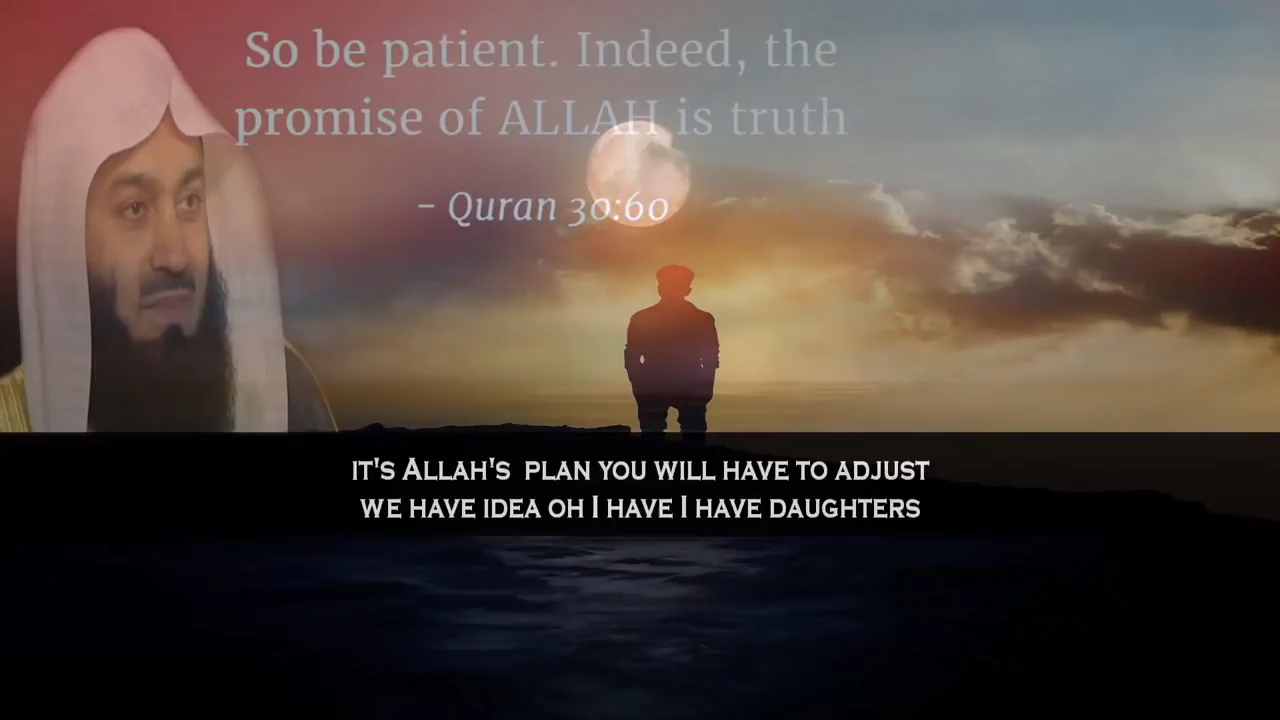 So be patient. Indeed, the
promise of ALLAH is truth
- Quran 30:60
IT'S ALLAH'S PLAN YOU WILL HAVE TO ADJUST
WE HAVE IDEA OH I HAVE I HAVE DAUGHTERS